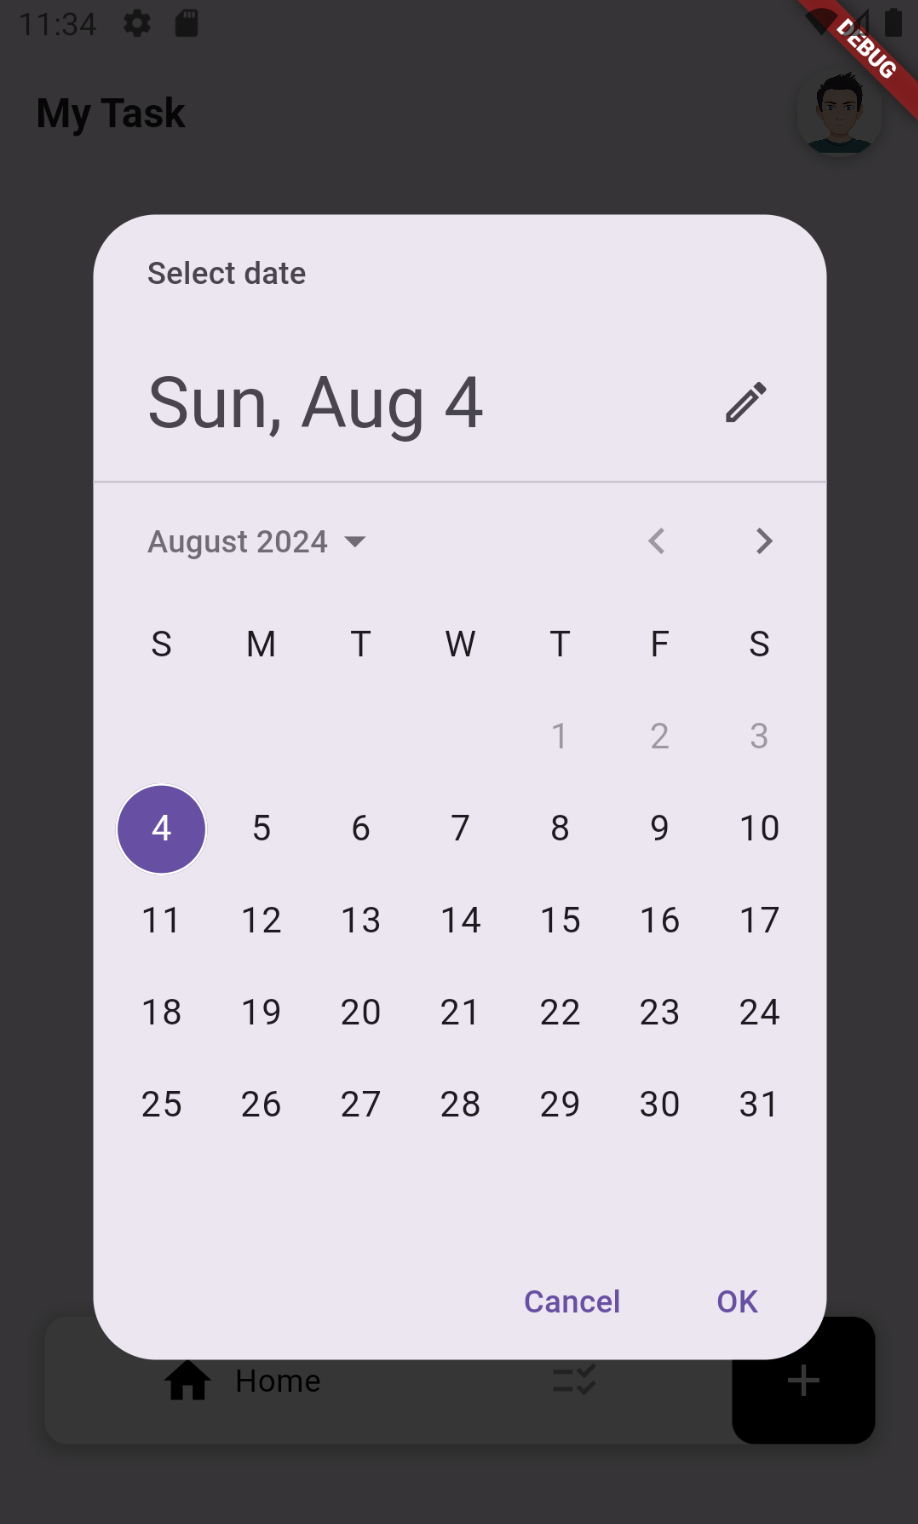 11:34
DEBUG
My Task
Select date
Sun, Aug 4
August 2024
S M T W T F S
1 2 3
4 5 6 7 8 9 10
11 12 13 14 15 16 17
18 19 20 21 22 23 24
25 26 27 28 29 30 31
Cancel OK
Home